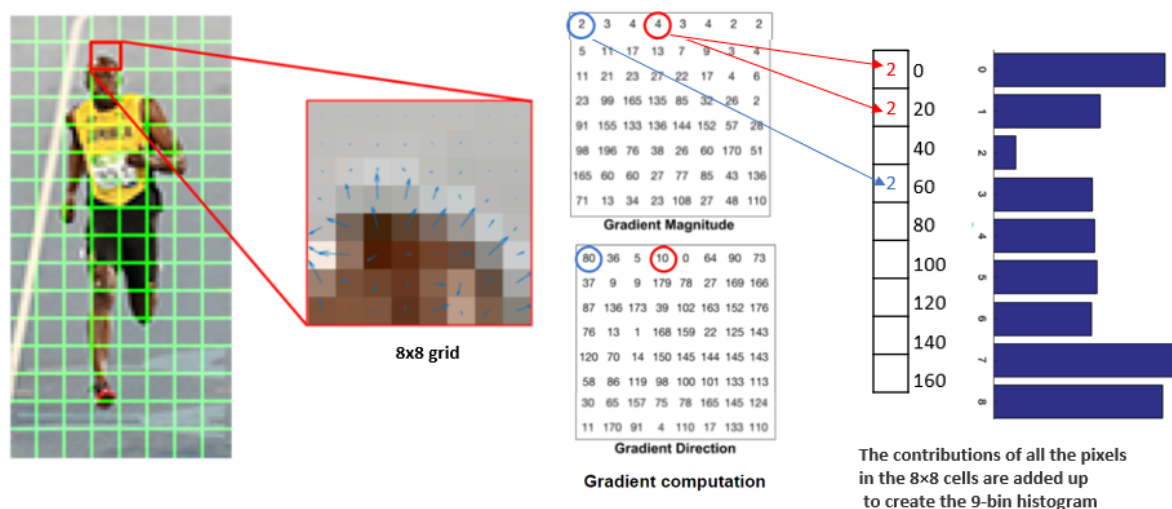 2 3 4 4 3 4 2 2
5 11 17 13 7 9 3 4
11 21 23 27 22 17 4 6
23 99 165 135 85 32 26 2
91 155 133 136 144 152 57 28
98 196 76 38 26 60 170 51
165 60 60 27 77 85 43 136
71 13 34 23 108 27 48 110
Gradient Magnitude
80 36 5 10 0 64 90 73
37 9 9 179 78 27 169 166
87 136 173 39 102 163 152 176
76 13 1 168 159 22 125 143
120 70 14 150 145 144 145 143
58 86 119 98 100 101 133 113
30 65 157 75 78 165 145 124
11 170 91 4 110 17 133 110
Gradient Direction
Gradient computation
8x8 grid
2 0
2 20
40
2 60
80
100
120
140
160
0
1
2
3
4
5
6
7
8
The contributions of all the pixels
in the 8×8 cells are added up
to create the 9-bin histogram